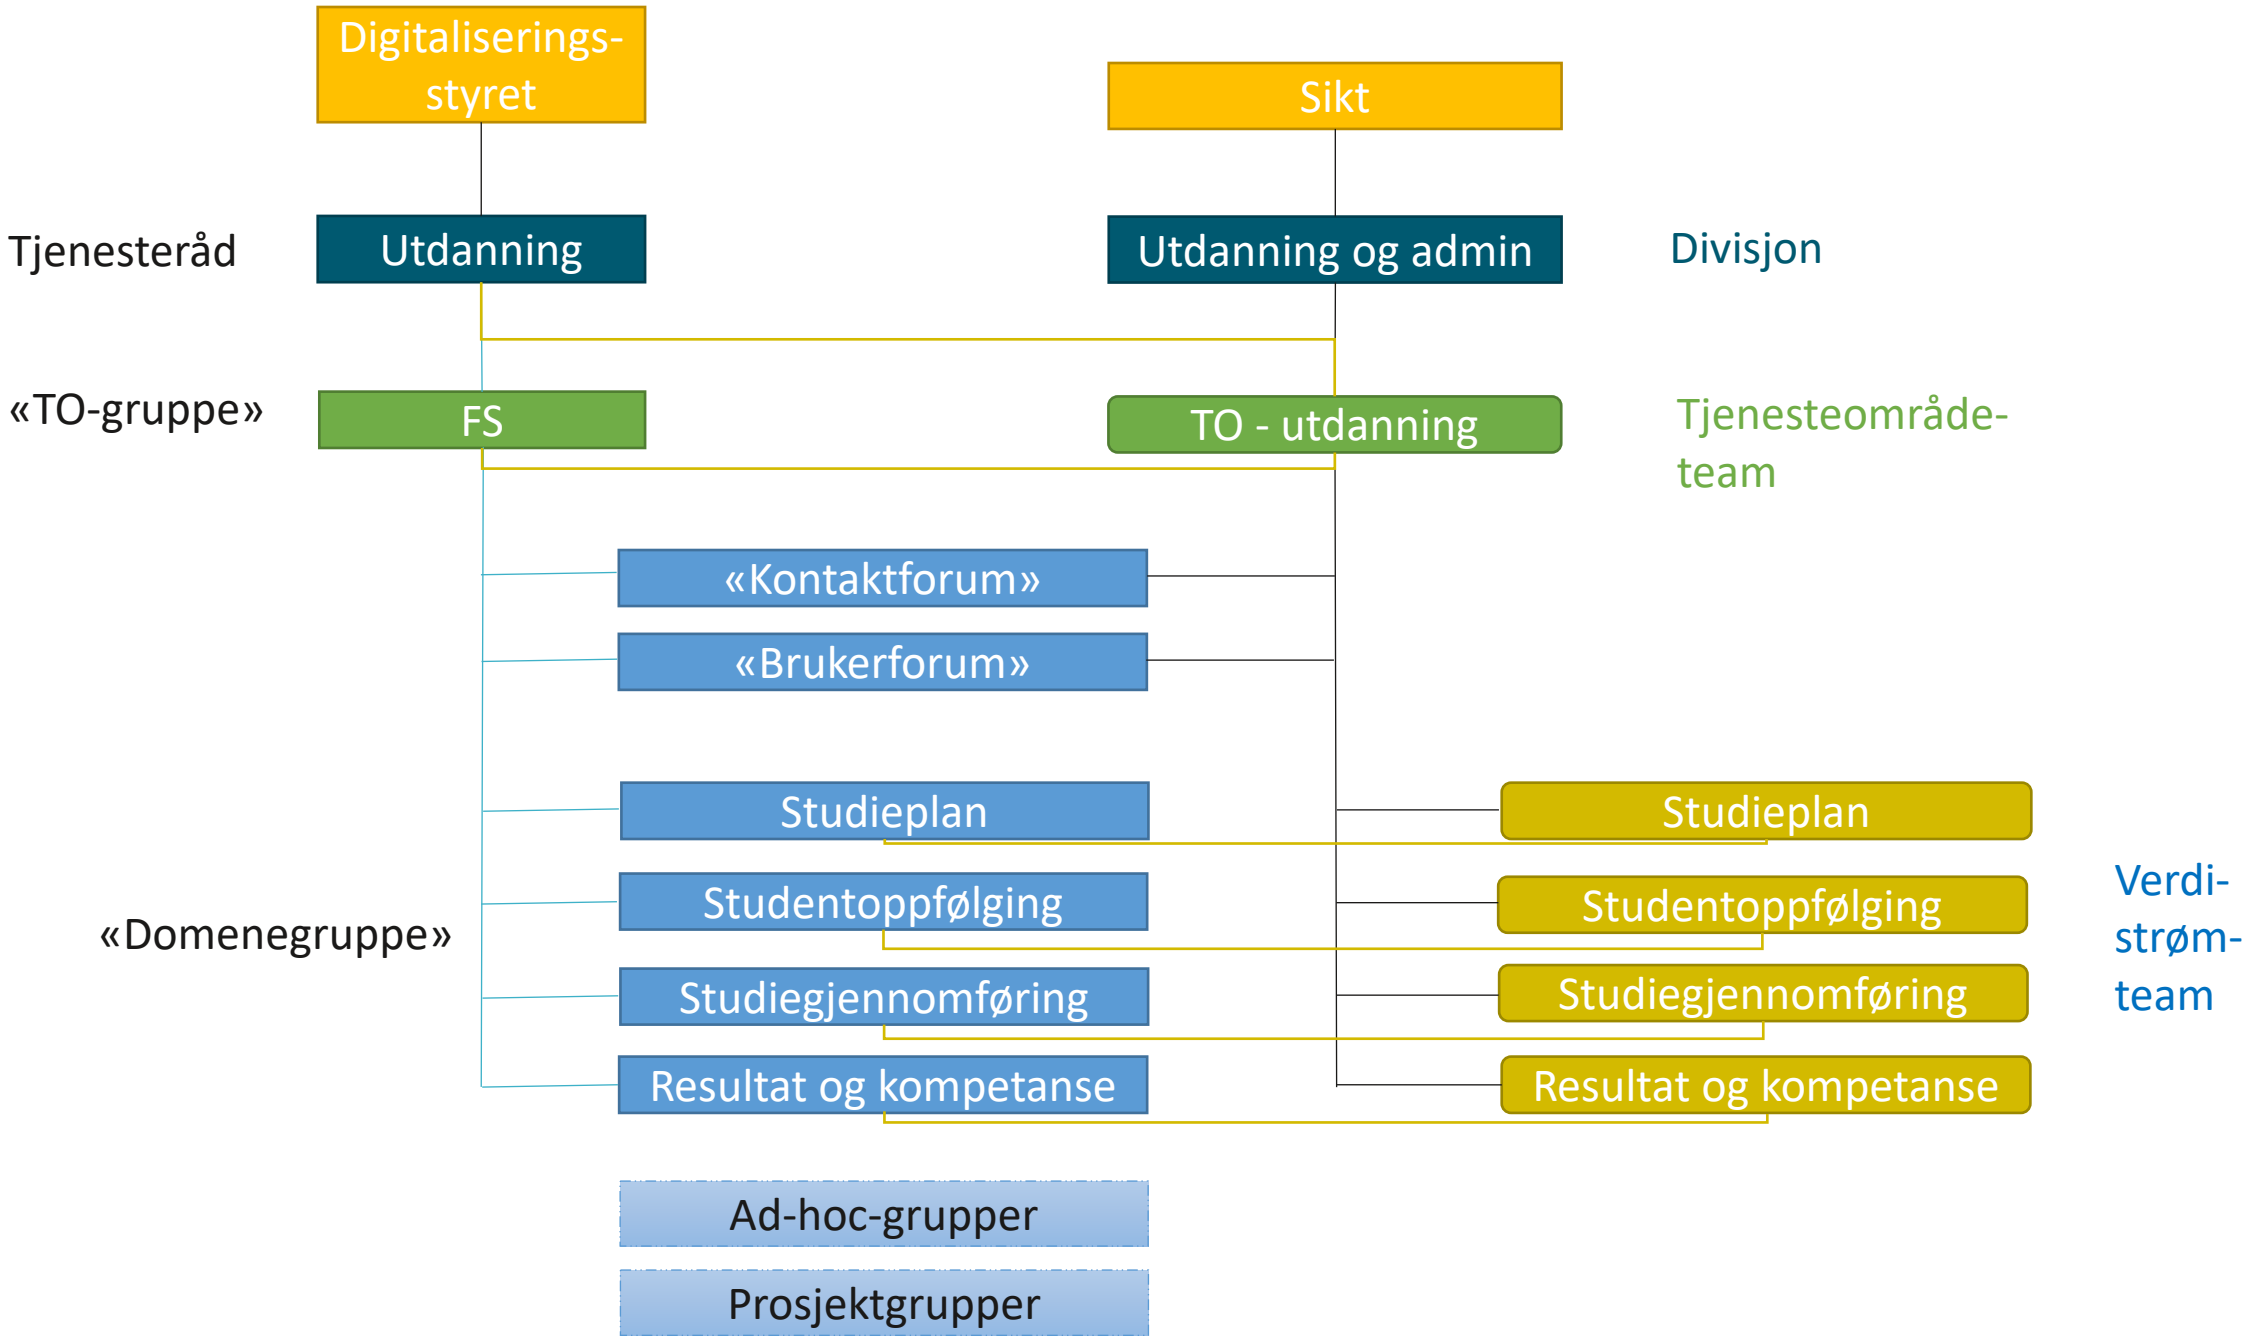 Digitaliserings-
styret
Sikt
Tjenesteråd
Utdanning
Utdanning og admin
Divisjon
«TO-gruppe»
FS
TO - utdanning
Tjenesteområde-
team
«Kontaktforum»
«Brukerforum»
Studieplan
Studieplan
«Domenegruppe»
Studentoppfølging
Studentoppfølging
Verdi-
strøm-
team
Studiegjennomføring
Studiegjennomføring
Resultat og kompetanse
Resultat og kompetanse
Ad-hoc-grupper
Prosjektgrupper